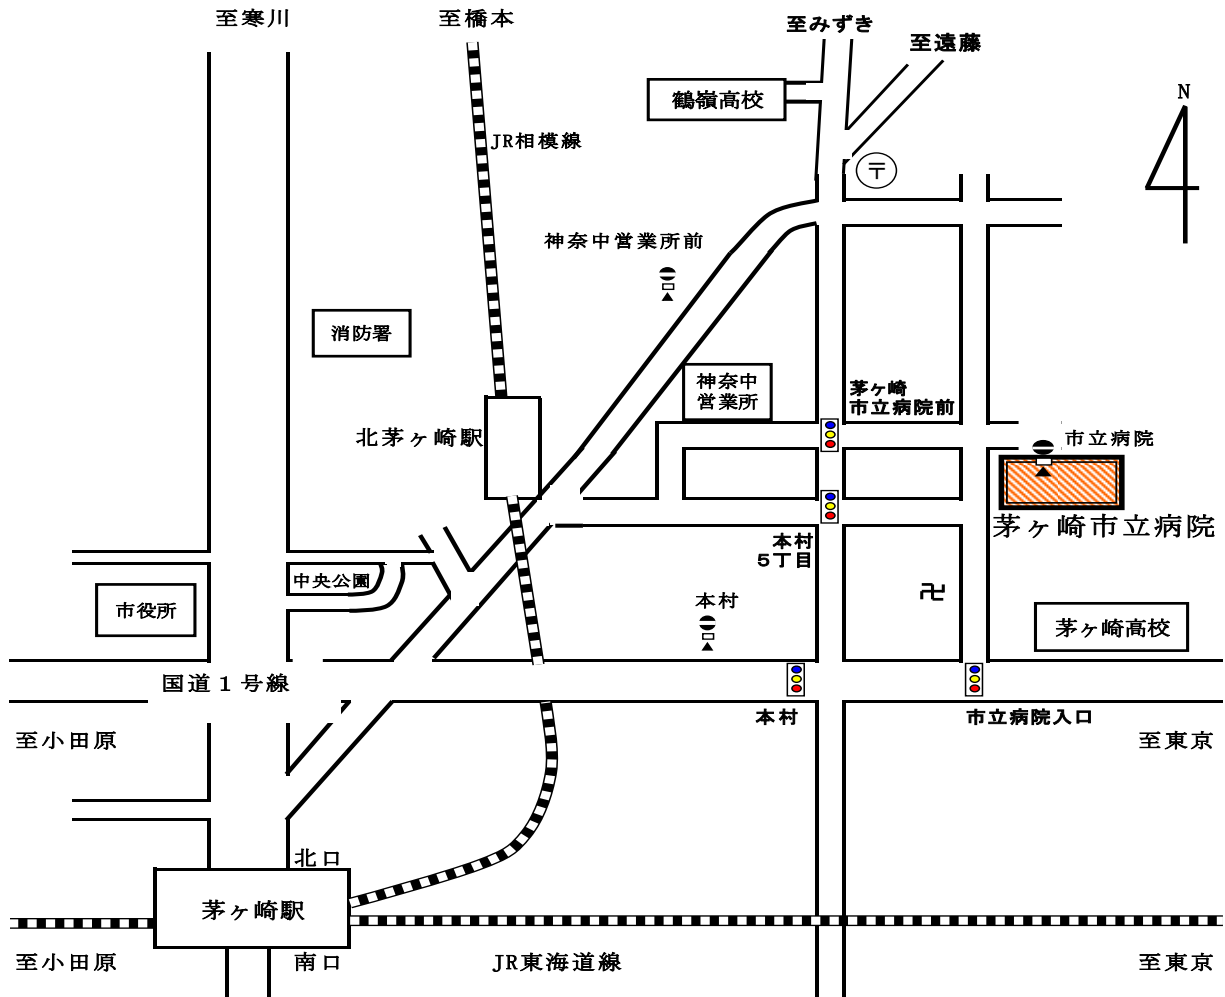 至寒川
至橋本
至みずき
至遠藤
鶴嶺高校
N
JR相模線
〒
神奈中営業所前
消防署
神奈中
営業所
茅ヶ崎
市立病院前
北茅ヶ崎駅
市立病院
茅ヶ崎市立病院
本村
5丁目
中央公園
市役所
本村
卍
茅ヶ崎高校
国道1号線
本村
市立病院入口
至小田原
至東京
北口
茅ヶ崎駅
至小田原
南口
JR東海道線
至東京